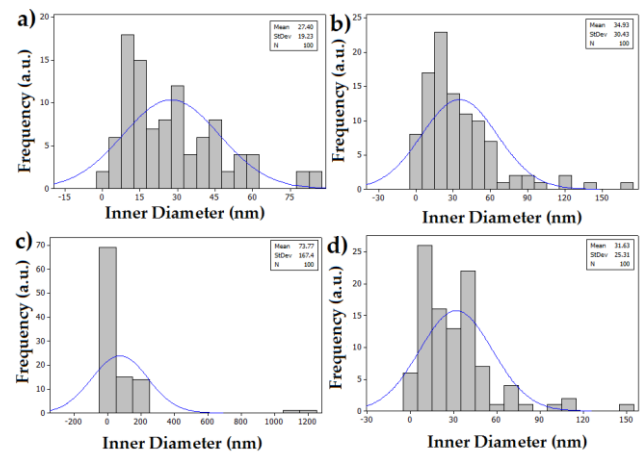 a)
Mean 27.40
StDev 19.23
N 100
Frequency (a.u.)
20
15
10
5
0
-15 0 15 30 45 60 75
Inner Diameter (nm)
b)
Mean 34.93
StDev 30.43
N 100
Frequency (a.u.)
25
20
15
10
5
0
-30 0 30 60 90 120 150
Inner Diameter (nm)
c)
Mean 73.77
StDev 167.4
N 100
Frequency (a.u.)
70
60
50
40
30
20
10
0
-200 0 200 400 600 800 1000 1200
Inner Diameter (nm)
d)
Mean 31.63
StDev 25.31
N 100
Frequency (a.u.)
25
20
15
10
5
0
-30 0 30 60 90 120 150
Inner Diameter (nm)